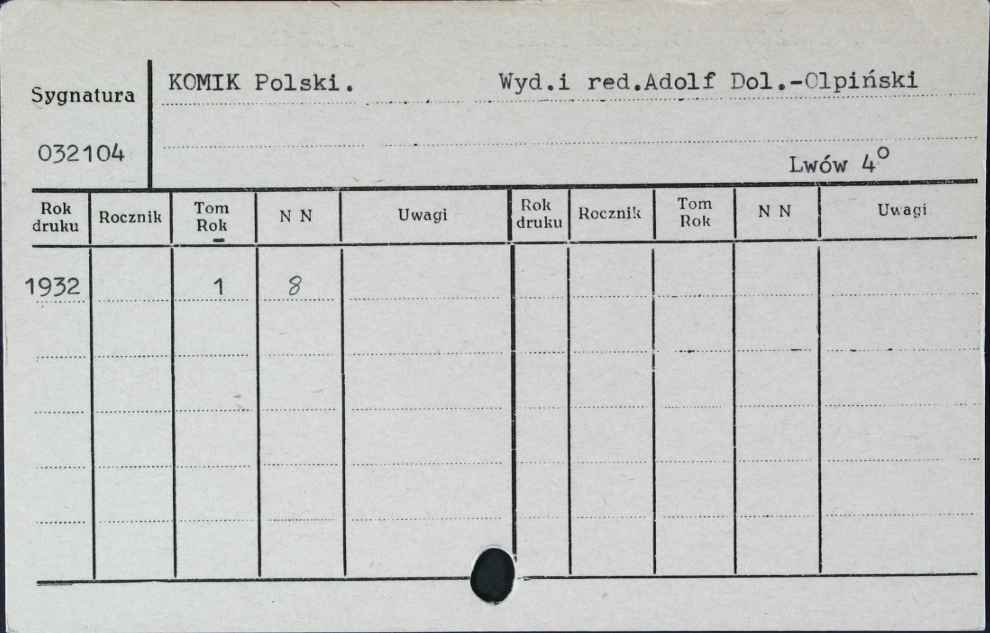 KOMIK Polski. Wyd.i red.Adolf Dol.-Olpiński
Sygnatura
032104
Lwów 4°
Rok druku Rocznik Tom Rok N N Uwagi Rok druku Rocznik Tom Rok N N Uwagi
1932 1 8